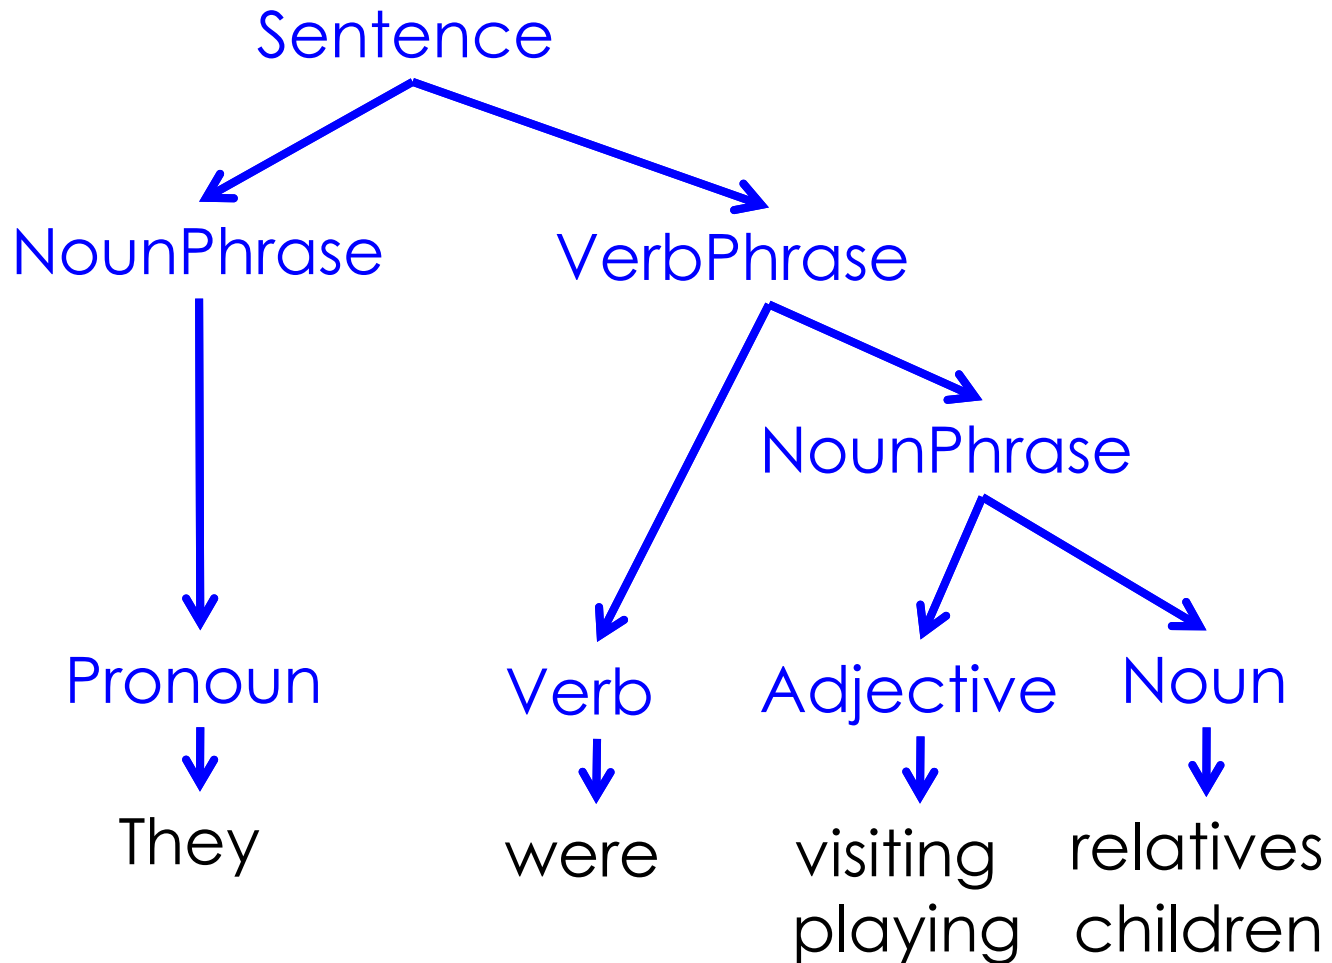 Sentence
NounPhrase VerbPhrase
NounPhrase
Pronoun Verb Adjective Noun
They were visiting relatives
playing children